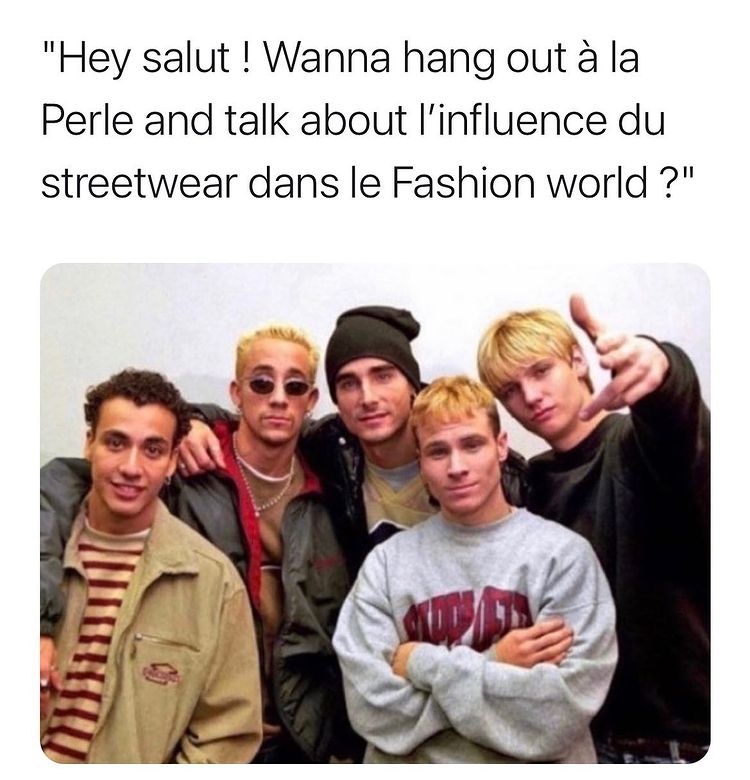 "Hey salut ! Wanna hang out à la
Perle and talk about l’influence du
streetwear dans le Fashion world ?"